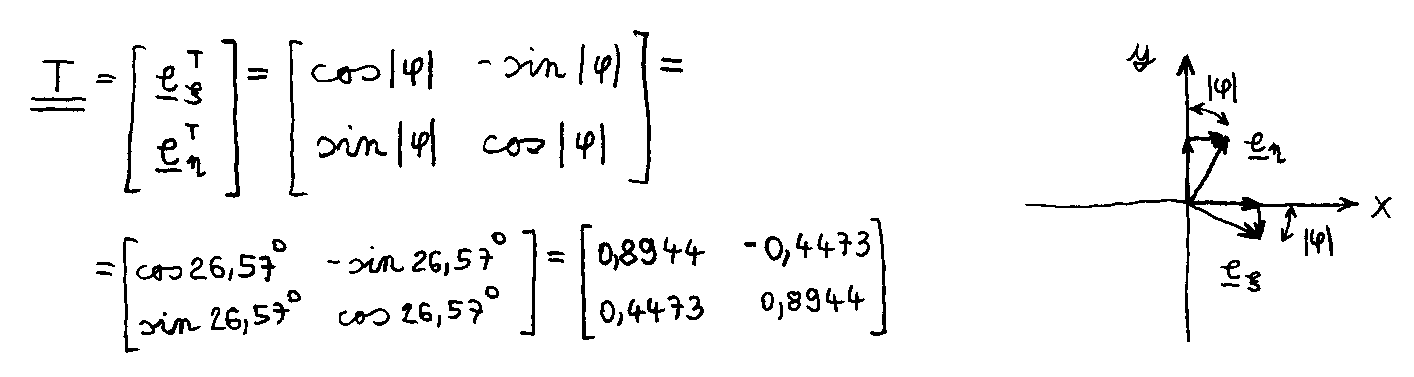 T = [ e_ξ^T ] = [ cos|φ| -sin|φ| ] =
[ e_η^T ] [ sin|φ| cos|φ| ]
= [ cos 26,57° -sin 26,57° ] = [ 0,8944 -0,4473 ]
[ sin 26,57° cos 26,57° ] [ 0,4473 0,8944 ]
y
|φ|
e_η
x
|φ|
e_ξ